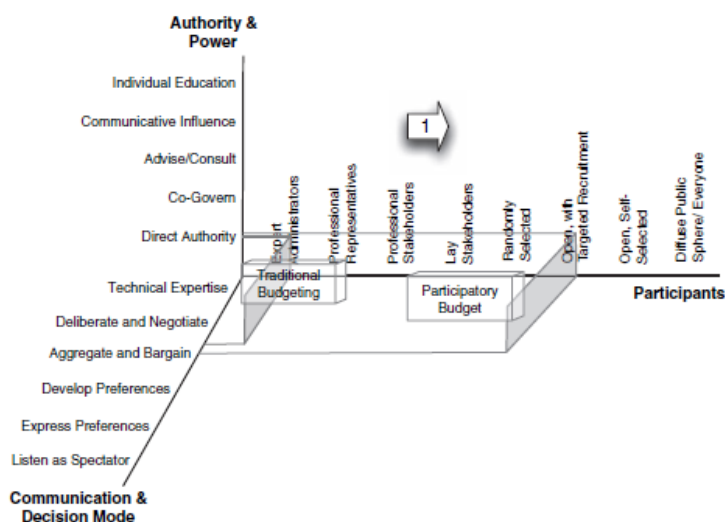 Authority &
Power
Individual Education
Communicative Influence
Advise/Consult
Co-Govern
Direct Authority
1
Expert
Administrators
Professional
Representatives
Professional
Stakeholders
Lay
Stakeholders
Randomly
Selected
Open, with
Targeted Recruitment
Open, Self-
Selected
Diffuse Public
Sphere/ Everyone
Participants
Traditional
Budgeting
Participatory
Budget
Technical Expertise
Deliberate and Negotiate
Aggregate and Bargain
Develop Preferences
Express Preferences
Listen as Spectator
Communication &
Decision Mode